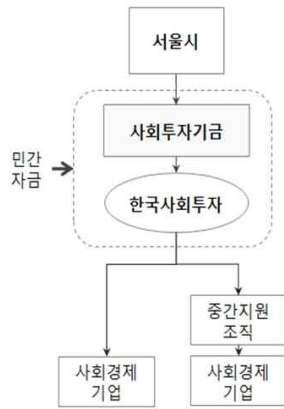 서울시
사회투자기금
민간
자금
한국사회투자
중간지원
조직
사회경제
기업
사회경제
기업